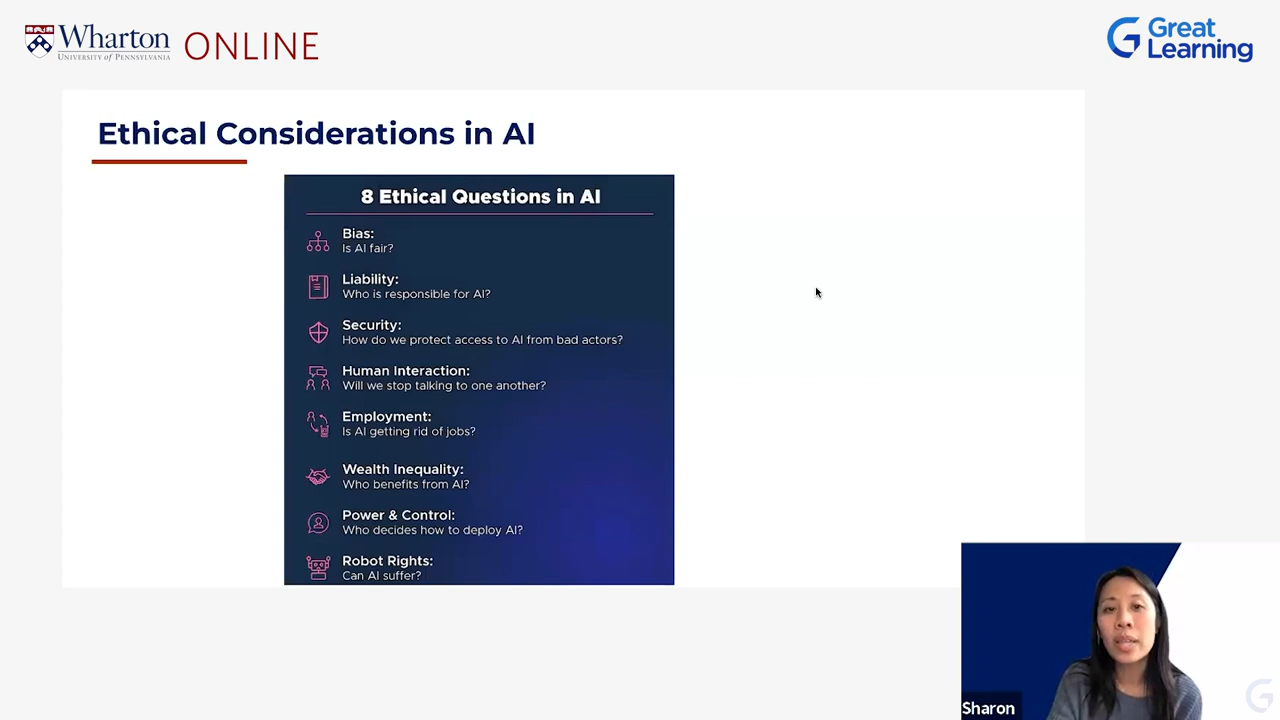 Wharton
UNIVERSITY of PENNSYLVANIA
ONLINE
Great
Learning
Ethical Considerations in AI
8 Ethical Questions in AI
Bias:
Is AI fair?
Liability:
Who is responsible for AI?
Security:
How do we protect access to AI from bad actors?
Human Interaction:
Will we stop talking to one another?
Employment:
Is AI getting rid of jobs?
Wealth Inequality:
Who benefits from AI?
Power & Control:
Who decides how to deploy AI?
Robot Rights:
Can AI suffer?
Sharon